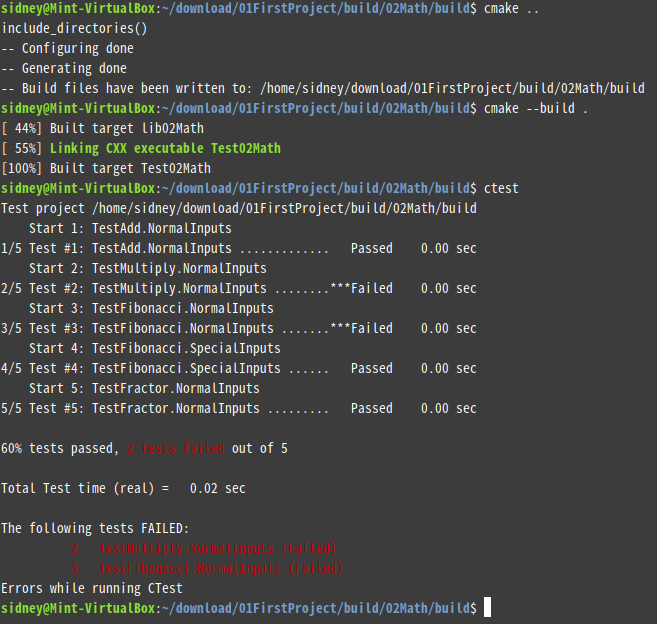 sidney@Mint-VirtualBox:~/download/01FirstProject/build/02Math/build$ cmake ..
include_directories()
-- Configuring done
-- Generating done
-- Build files have been written to: /home/sidney/download/01FirstProject/build/02Math/build
sidney@Mint-VirtualBox:~/download/01FirstProject/build/02Math/build$ cmake --build .
[ 44%] Built target lib02Math
[ 55%] Linking CXX executable Test02Math
[100%] Built target Test02Math
sidney@Mint-VirtualBox:~/download/01FirstProject/build/02Math/build$ ctest
Test project /home/sidney/download/01FirstProject/build/02Math/build
    Start 1: TestAdd.NormalInputs
1/5 Test #1: TestAdd.NormalInputs .............   Passed    0.00 sec
    Start 2: TestMultiply.NormalInputs
2/5 Test #2: TestMultiply.NormalInputs ........***Failed    0.00 sec
    Start 3: TestFibonacci.NormalInputs
3/5 Test #3: TestFibonacci.NormalInputs .......***Failed    0.00 sec
    Start 4: TestFibonacci.SpecialInputs
4/5 Test #4: TestFibonacci.SpecialInputs ......   Passed    0.00 sec
    Start 5: TestFractor.NormalInputs
5/5 Test #5: TestFractor.NormalInputs .........   Passed    0.00 sec
60% tests passed, 2 tests failed out of 5
Total Test time (real) =   0.02 sec
The following tests FAILED:
          2 - TestMultiply.NormalInputs (Failed)
          3 - TestFibonacci.NormalInputs (Failed)
Errors while running CTest
sidney@Mint-VirtualBox:~/download/01FirstProject/build/02Math/build$